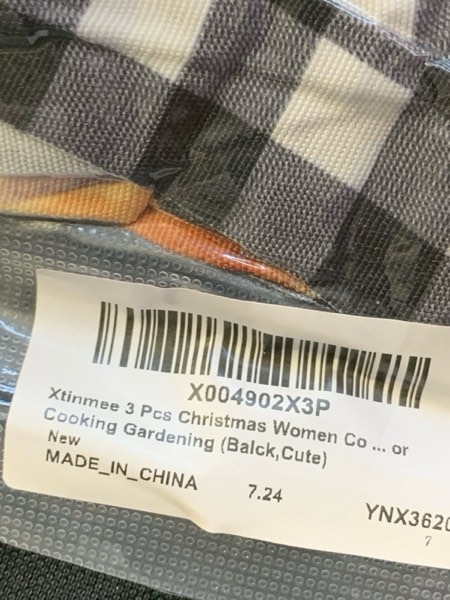 X004902X3P
Xtinmee 3 Pcs Christmas Women Co ... or
Cooking Gardening (Balck,Cute)
New
MADE_IN_CHINA 7.24 YNX3620
7